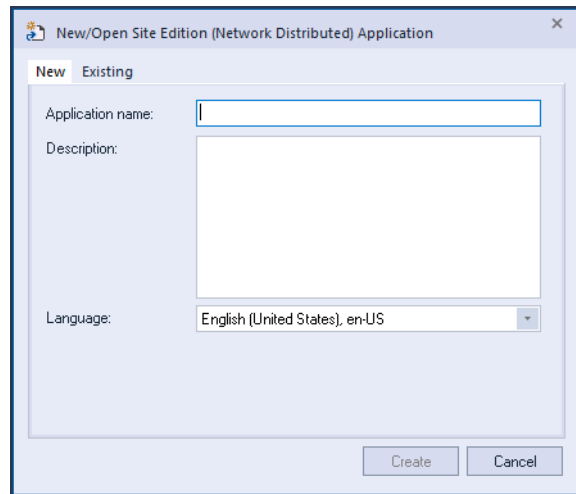 New/Open Site Edition (Network Distributed) Application
New Existing
Application name:
Description:
Language: English (United States), en-US
Create Cancel